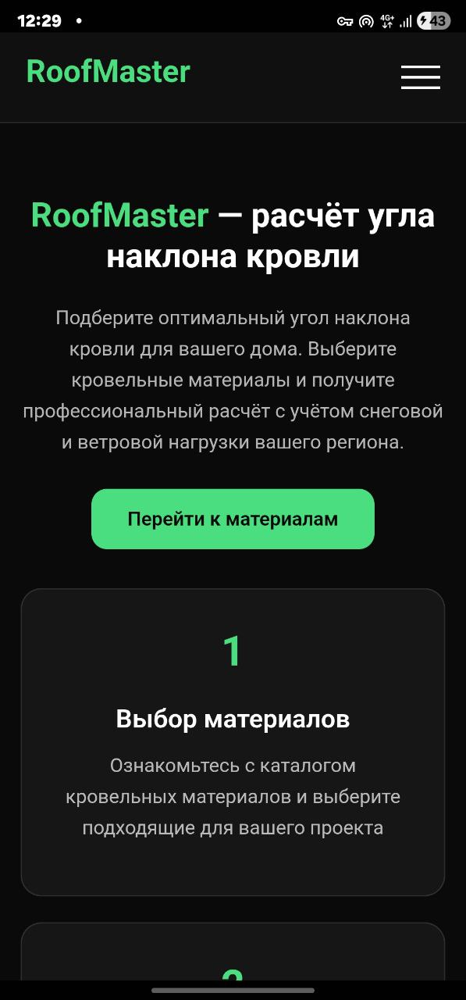 12:29
4G+
43
RoofMaster
RoofMaster — расчёт угла
наклона кровли
Подберите оптимальный угол наклона
кровли для вашего дома. Выберите
кровельные материалы и получите
профессиональный расчёт с учётом снеговой
и ветровой нагрузки вашего региона.
Перейти к материалам
1
Выбор материалов
Ознакомьтесь с каталогом
кровельных материалов и выберите
подходящие для вашего проекта